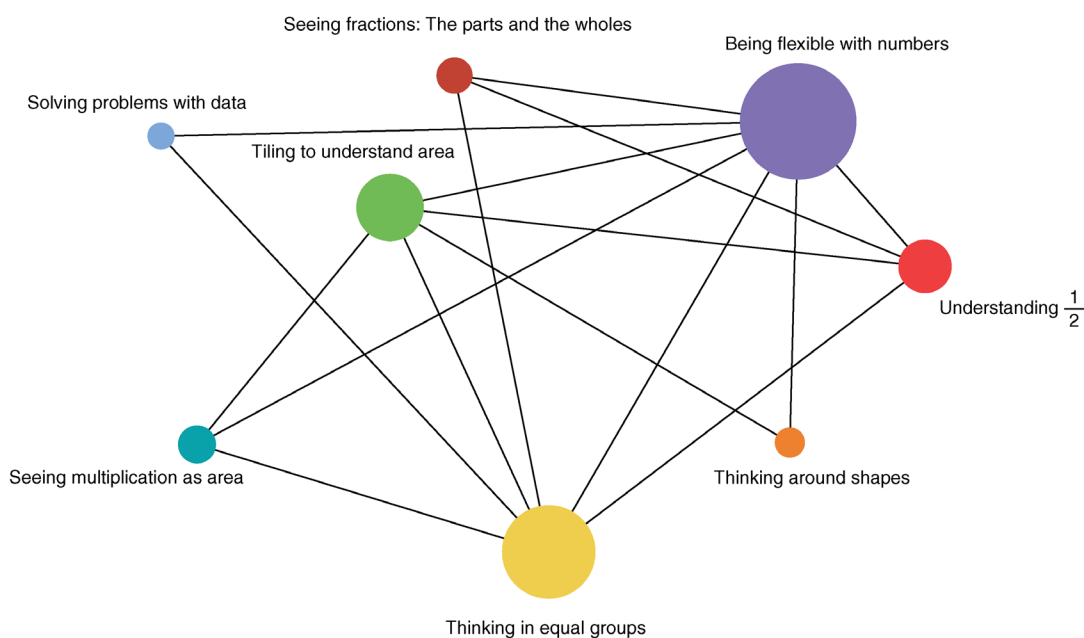 Seeing fractions: The parts and the wholes
Being flexible with numbers
Solving problems with data
Tiling to understand area
Understanding 1/2
Seeing multiplication as area
Thinking around shapes
Thinking in equal groups